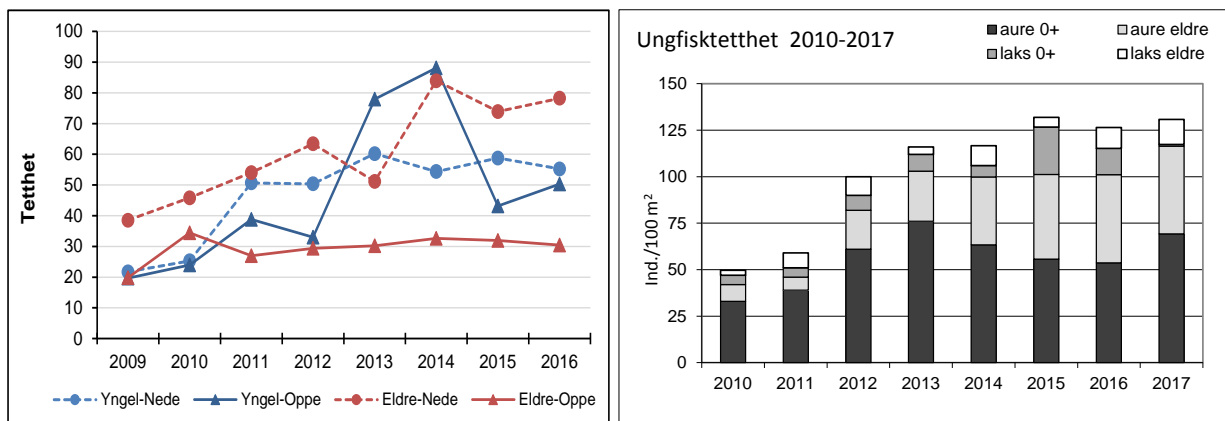 100
90
80
70
60
50
40
30
20
10
0
Tetthet
2009 2010 2011 2012 2013 2014 2015 2016
Yngel-Nede Yngel-Oppe Eldre-Nede Eldre-Oppe
Ungfisktetthet 2010-2017
aure 0+ aure eldre
laks 0+ laks eldre
150
125
100
75
50
25
0
Ind./100 m²
2010 2011 2012 2013 2014 2015 2016 2017